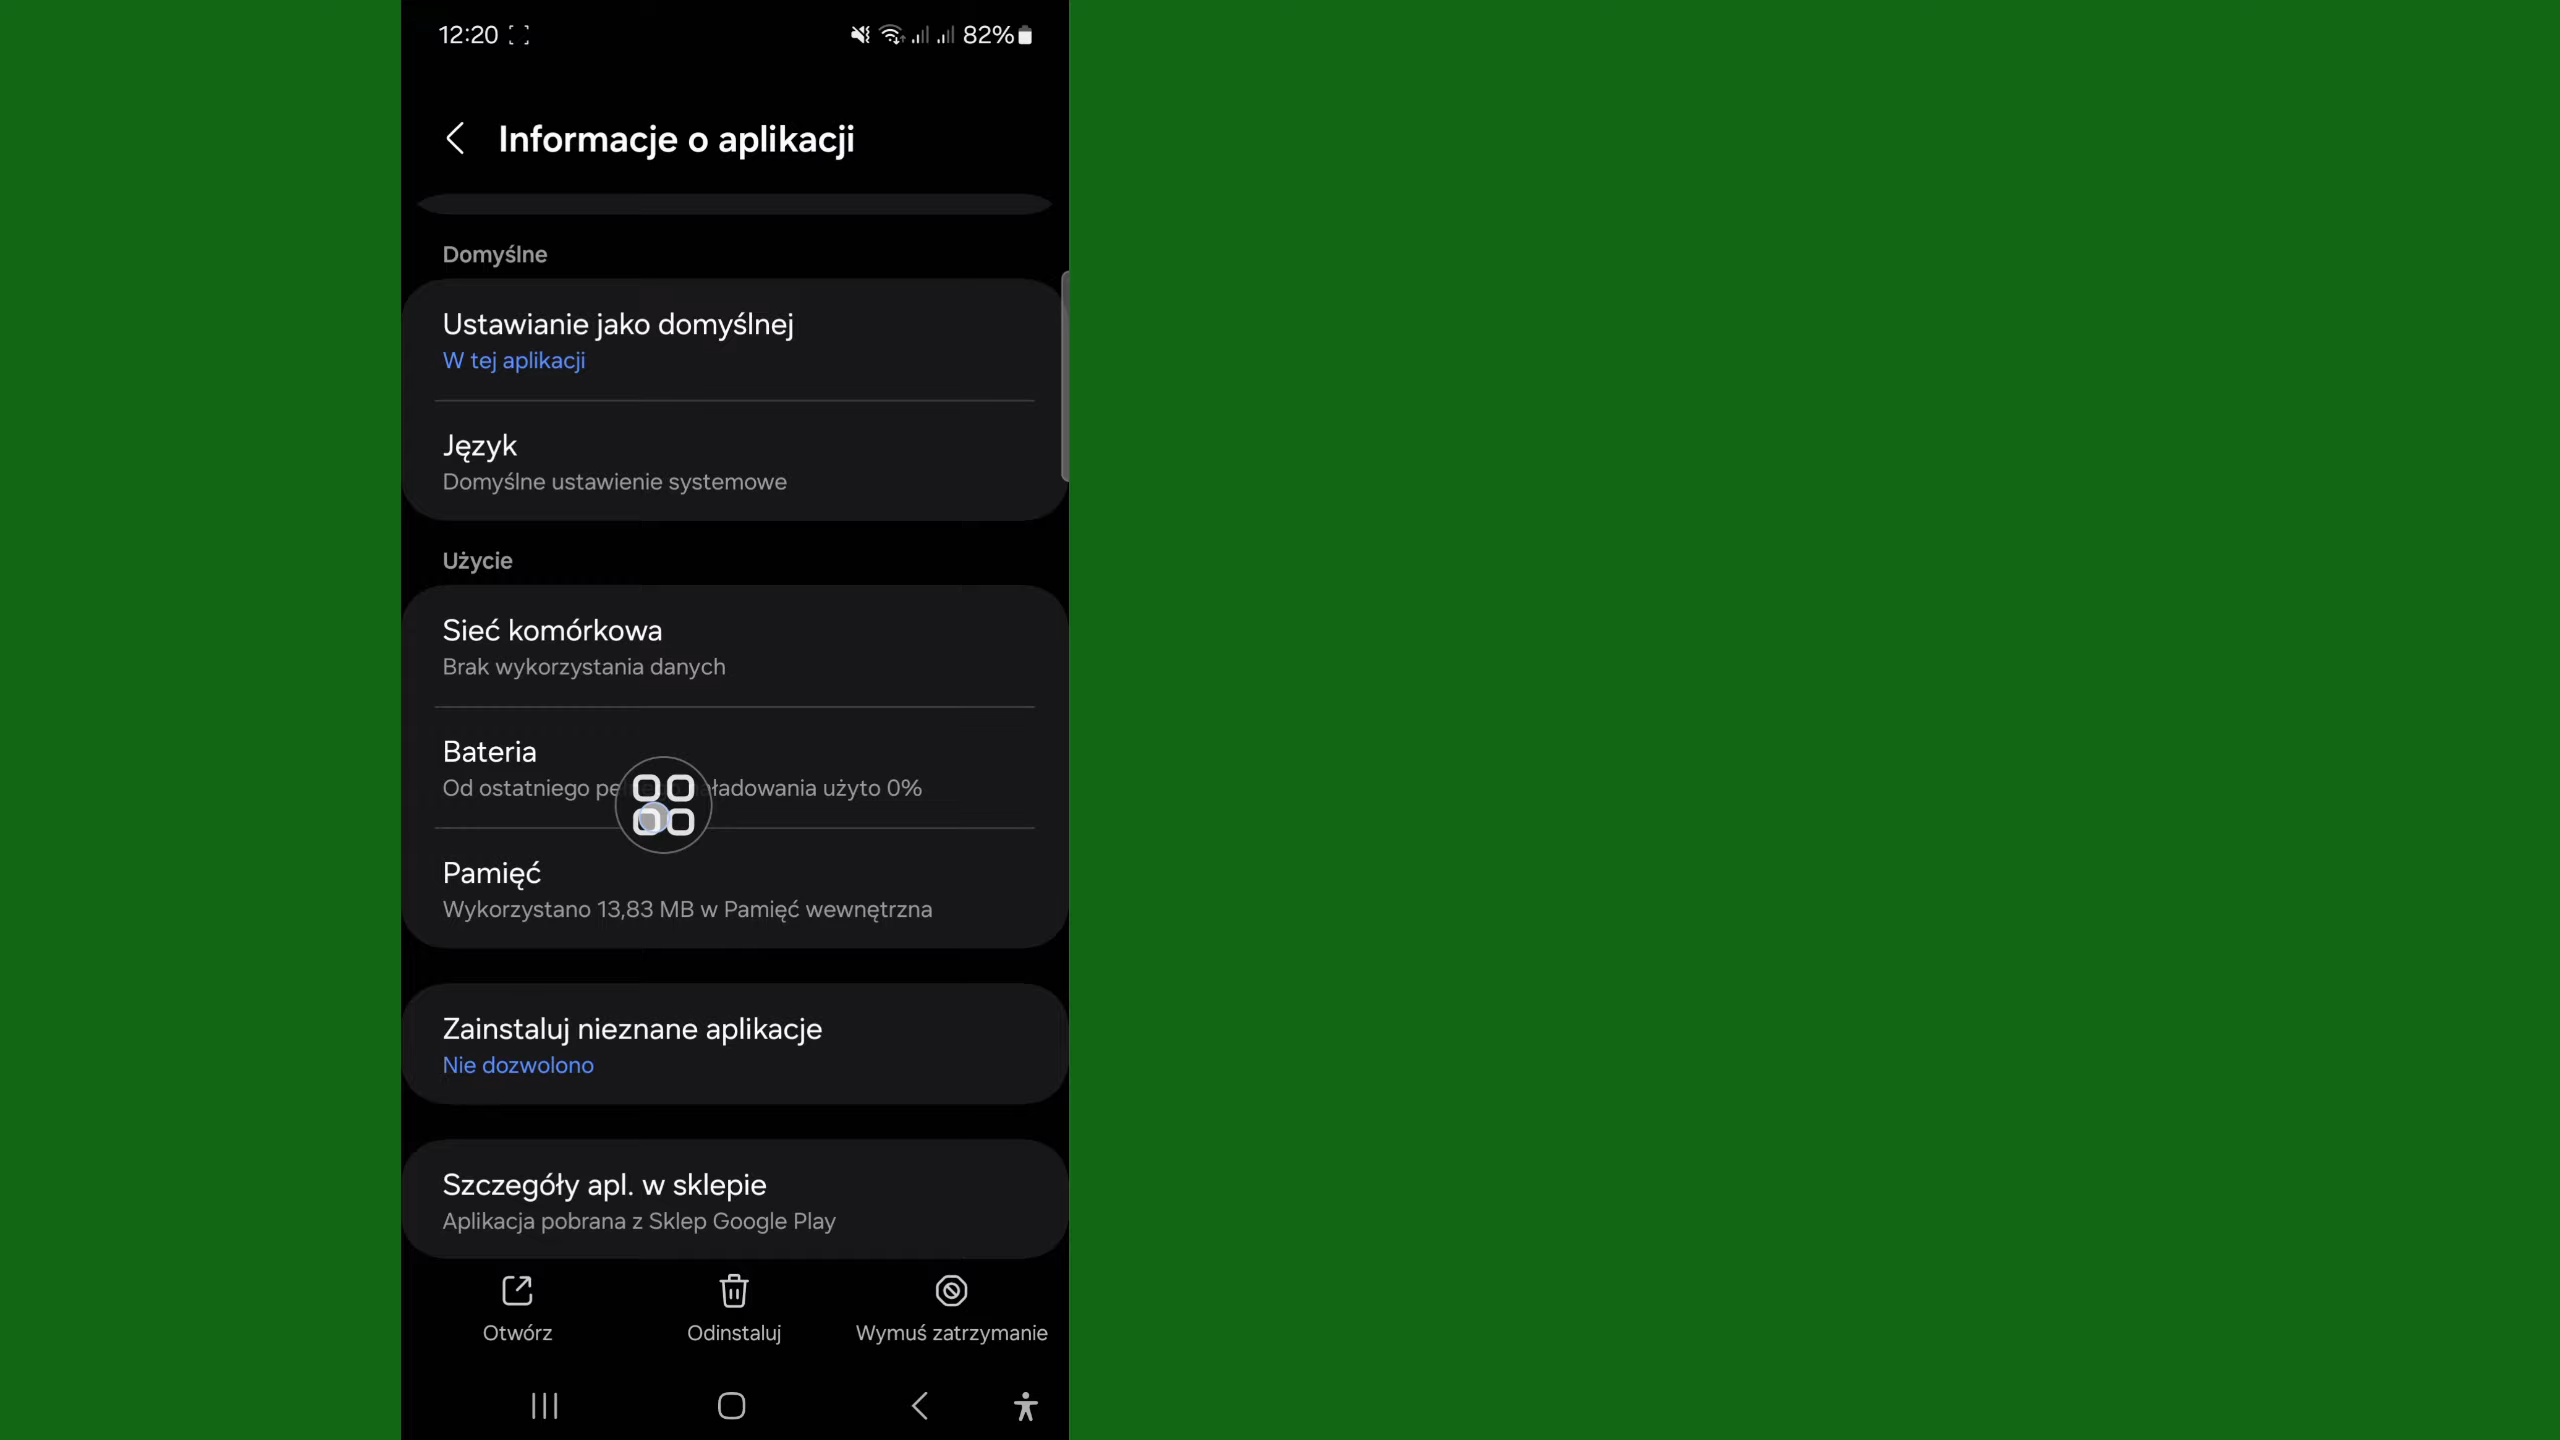 12:20
82%
Informacje o aplikacji
Domyślne
Ustawianie jako domyślnej
W tej aplikacji
Język
Domyślne ustawienie systemowe
Użycie
Sieć komórkowa
Brak wykorzystania danych
Bateria
Od ostatniego użyto 0%
Pamięć
Wykorzystano 13,83 MB w Pamięć wewnętrzna
Zainstaluj nieznane aplikacje
Nie dozwolono
Szczegóły apl. w sklepie
Aplikacja pobrana z Sklep Google Play
Otwórz
Odinstaluj
Wymuś zatrzymanie